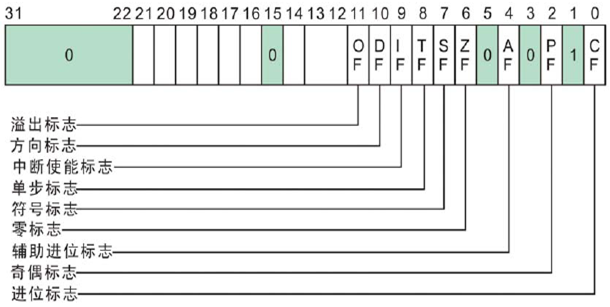 31 22 21 20 19 18 17 16 15 14 13 12 11 10 9 8 7 6 5 4 3 2 1 0
0 0 OF DF IF TF SF ZF 0 AF 0 PF 1 CF
溢出标志
方向标志
中断使能标志
单步标志
符号标志
零标志
辅助进位标志
奇偶标志
进位标志